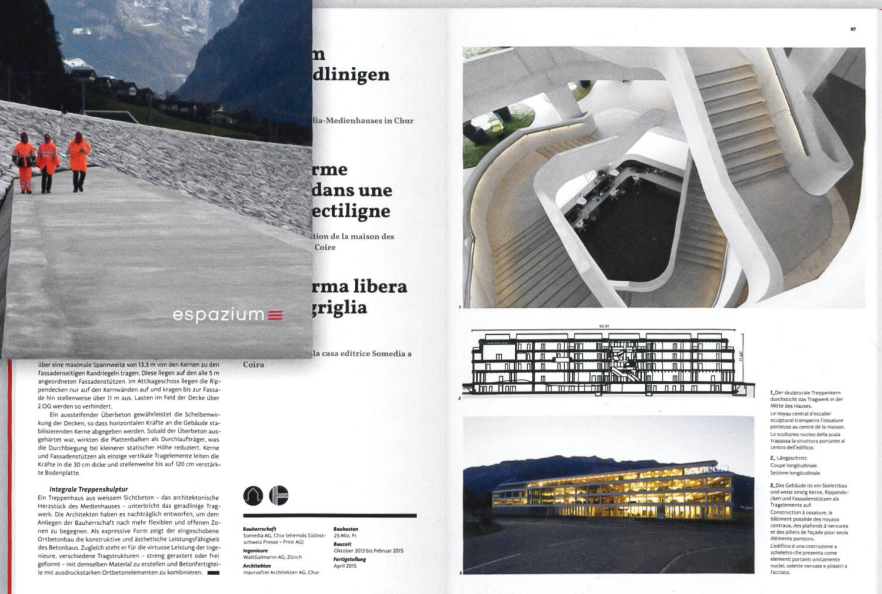 espazium
m
dlinigen
dia-Medienhauses in Chur
rme
dans une
ectiligne
tion de la maison des
Coire
rma libera
griglia
la casa editrice Somedia a
Coira
über eine maximale Spannweite von 13.3 m von den Kernen zu den
fassadenseitigen Randriegeln tragen. Diese liegen auf den alle 5 m
angeordneten Fassadenstützen. Im Attikageschoss liegen die Rip-
pendecken nur auf den Kernwänden auf und kragen bis zur Fassa-
de hin stellenweise über 11 m aus. Lasten im Feld der Decke über
2.OG werden so verhindert.
Ein aussteifender Überbeton gewährleistet die Scheibenwir-
kung der Decken, so dass horizontalen Kräfte an die Gebäude sta-
bilisierenden Kerne abgegeben werden. Sobald der Überbeton aus-
gehärtet war, wirkten die Plattenbalken als Durchlaufträger, was
die Durchbiegung bei kleinerer statischer Höhe reduziert. Kerne
und Fassadenstützen als einzige vertikale Tragelemente leiten die
Kräfte in die 30 cm dicke und stellenweise bis auf 120 cm verstärk-
te Bodenplatte.
Integrale Treppenskulptur
Ein Treppenhaus aus weissem Sichtbeton – das architektonische
Herzstück des Medienhauses – unterbricht das geradlinige Trag-
werk. Die Architekten haben es nachträglich entworfen, um dem
Anliegen der Bauherrschaft nach mehr flexiblen und offenen Zo-
nen zu begegnen. Als expressive Form zeigt der eingeschobene
Ortbetonbau die konstruktive und ästhetische Leistungsfähigkeit
des Betonbaus. Zugleich steht er für die virtuose Leistung der Inge-
nieure, verschiedene Tragstrukturen – streng gerastert oder frei
geformt – mit demselben Material zu erstellen und Betonfertigtei-
le mit ausdruckstarken Ortbetonelementen zu kombinieren.
Bauherrschaft
Somedia AG, Chur (ehemals Südost-
schweiz Presse + Print AG)
Ingenieure
WaltGalmarini AG, Zürich
Architekten
maurusfrei Architekten AG, Chur
Baukosten
25 Mio. Fr.
Bauzeit
Oktober 2013 bis Februar 2015
Fertigstellung
April 2015
67
1
2
3
1_Der skulpturale Treppenkern
durchsticht das Tragwerk in der
Mitte des Hauses.
Le noyau central d'escalier
sculptural transperce l'ossature
porteuse au centre de la maison.
Lo scultoreo nucleo della scala
trapassa la struttura portante al
centro dell'edificio.
2_ Längsschnitt.
Coupe longitudinale.
Sezione longitudinale.
3_Das Gebäude ist ein Skelettbau
und weist einzig Kerne, Rippende-
cken und Fassadenstützen als
Tragelemente auf.
Construction à ossature, le
bâtiment possède des noyaux
centraux, des plafonds à nervures
et des piliers de façade pour seuls
éléments porteurs.
L'edificio è una costruzione a
scheletro che presenta come
elementi portanti unicamente
nuclei, solette nervate e pilastri a
facciata.